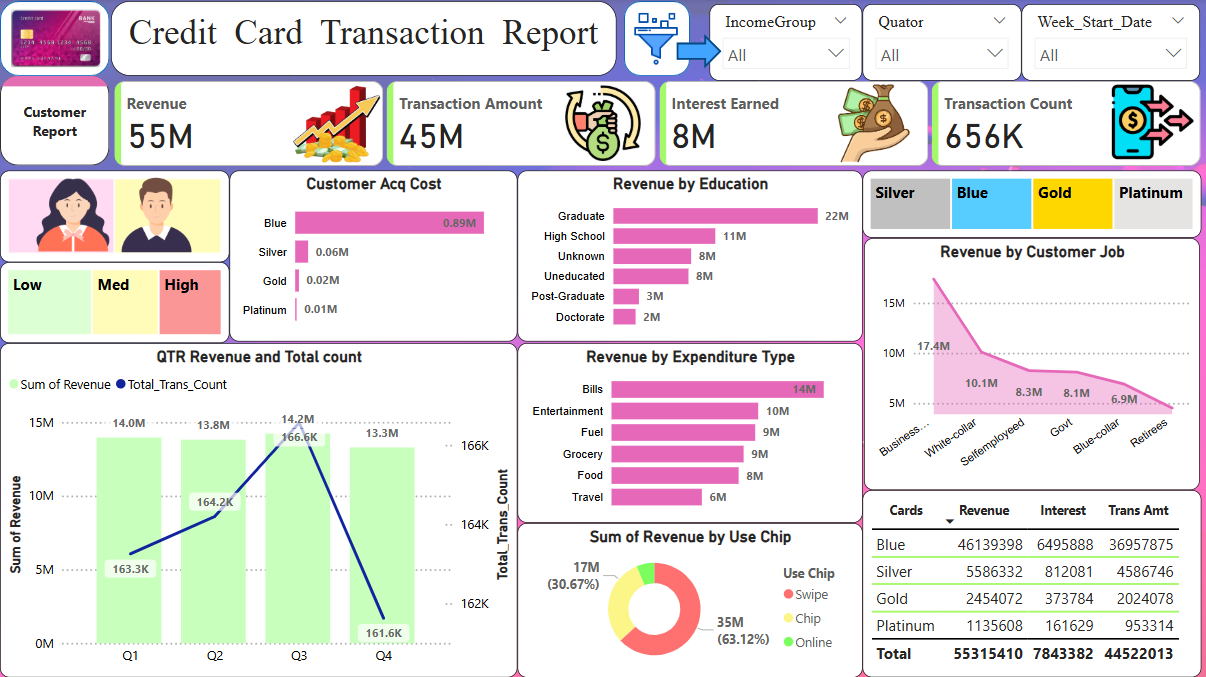 Credit Card Transaction Report
IncomeGroup
All
Quator
All
Week_Start_Date
All
Customer
Report
Revenue
55M
Transaction Amount
45M
Interest Earned
8M
Transaction Count
656K
Low
Med
High
Customer Acq Cost
Blue 0.89M
Silver 0.06M
Gold 0.02M
Platinum 0.01M
Revenue by Education
Graduate 22M
High School 11M
Unknown 8M
Uneducated 8M
Post-Graduate 3M
Doctorate 2M
Silver
Blue
Gold
Platinum
Revenue by Customer Job
15M
10M
5M
17.4M
10.1M
8.3M
8.1M
6.9M
Business...
White-collar
Selfemployeed
Govt
Blue-collar
Retirees
QTR Revenue and Total count
Sum of Revenue Total_Trans_Count
Sum of Revenue
15M
10M
5M
0M
14.0M
13.8M
14.2M
13.3M
163.3K
164.2K
166.6K
161.6K
166K
164K
162K
Total_Trans_Count
Q1 Q2 Q3 Q4
Revenue by Expenditure Type
Bills 14M
Entertainment 10M
Fuel 9M
Grocery 9M
Food 8M
Travel 6M
Sum of Revenue by Use Chip
17M
(30.67%)
35M
(63.12%)
Use Chip
Swipe
Chip
Online
Cards Revenue Interest Trans Amt
Blue 46139398 6495888 36957875
Silver 5586332 812081 4586746
Gold 2454072 373784 2024078
Platinum 1135608 161629 953314
Total 55315410 7843382 44522013